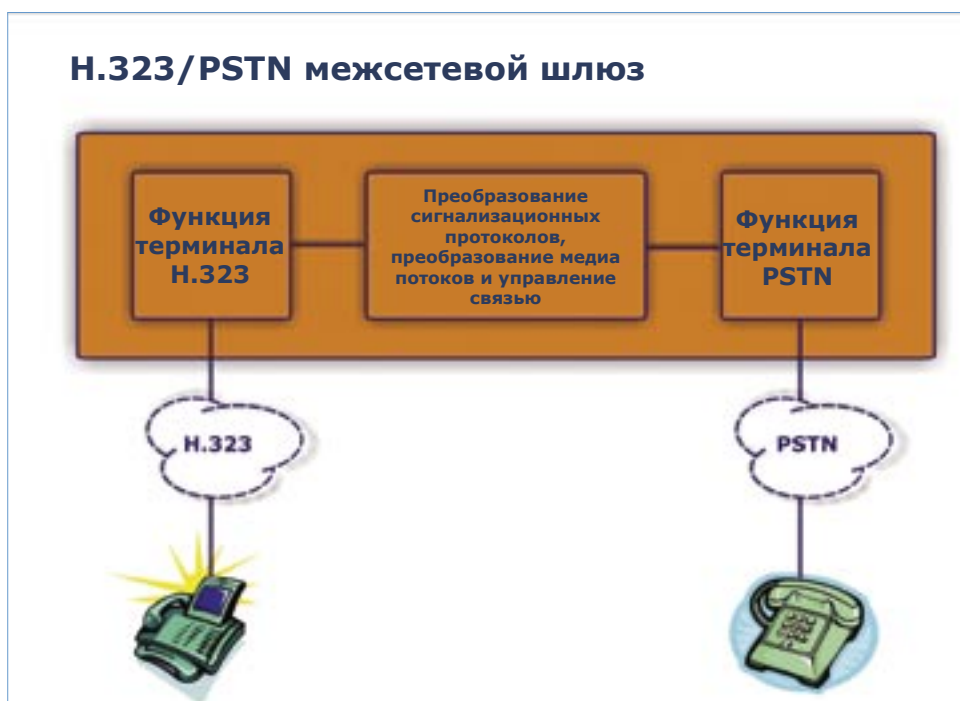 H.323/PSTN межсетевой шлюз
Функция
терминала
H.323
Преобразование
сигнализационных
протоколов,
преобразование медиа
потоков и управление
связью
Функция
терминала
PSTN
H.323
PSTN